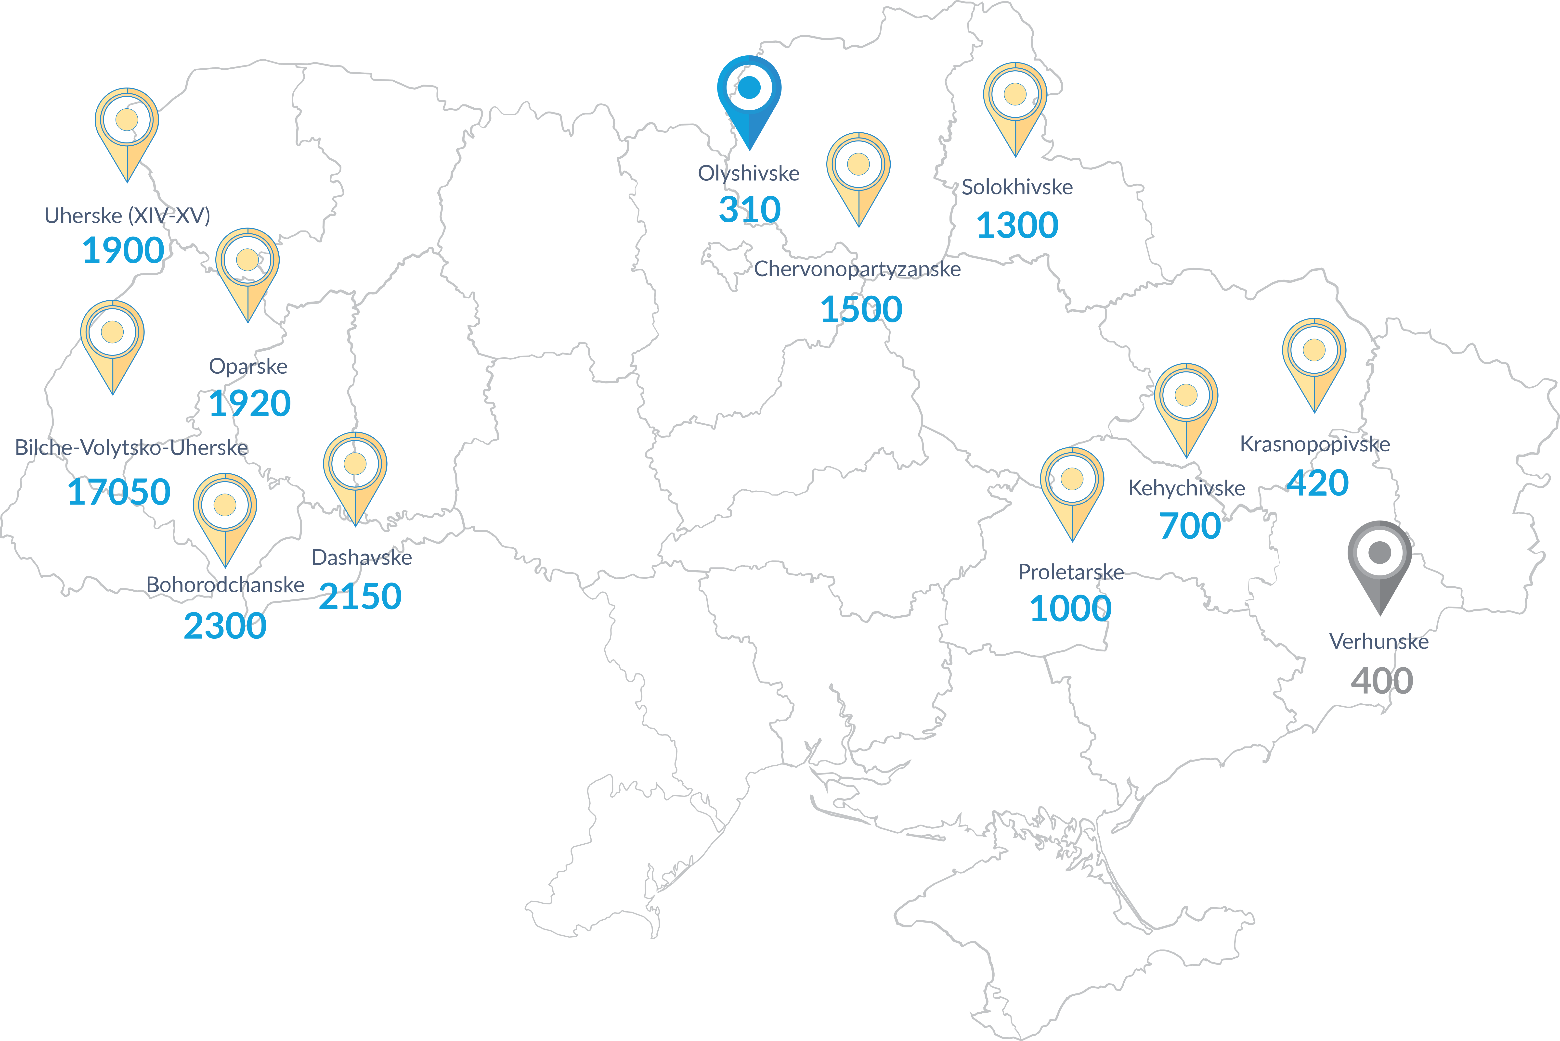 Olyshivske
310
Solokhivske
1300
Uherske (XIV-XV)
1900
Chervonopartyzanske
1500
Oparske
1920
Bilche-Volytsko-Uherske
17050
Krasnopopivske
420
Kehychivske
700
Dashavske
2150
Bohorodchanske
2300
Proletarske
1000
Verhunske
400